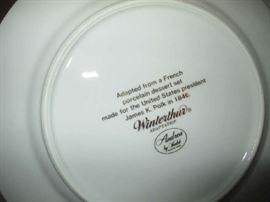 Adapted from a French
porcelain dessert set
made for the United States president
James K. Polk in 1846.
Winterthur®
ADAPTATION
Andrea
by Sadek